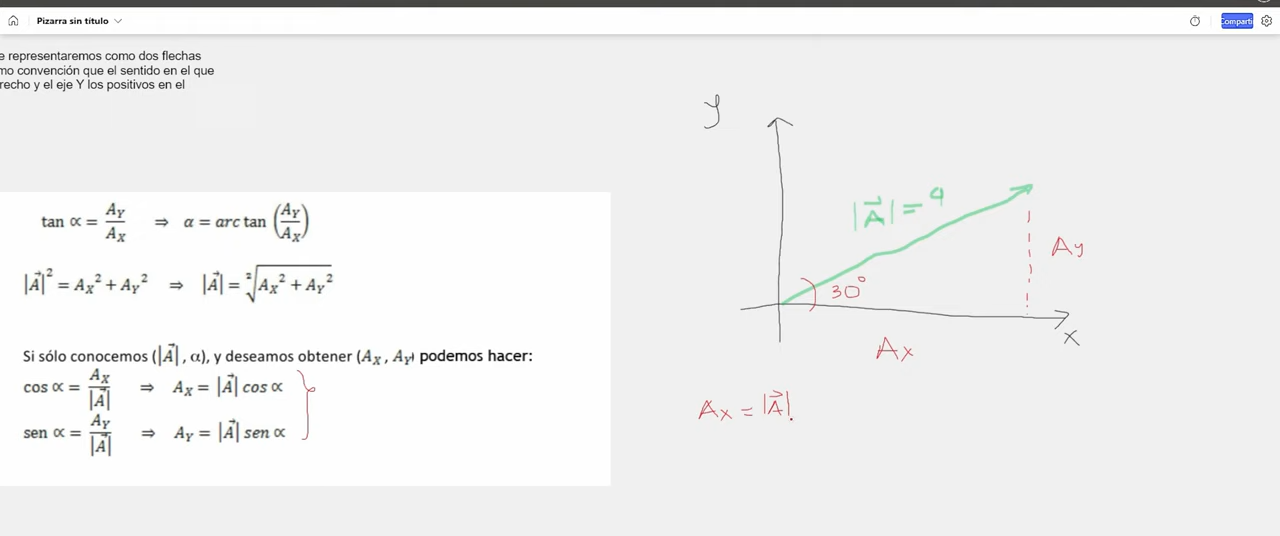 Pizarra sin título
Comparti
e representaremos como dos flechas
mo convención que el sentido en el que
recho y el eje Y los positivos en el
tan ∝ = A_Y / A_X ⇒ α = arc tan (A_Y / A_X)
|A⃗|² = A_X² + A_Y² ⇒ |A⃗| = ²√(A_X² + A_Y²)
Si sólo conocemos (|A⃗|, α), y deseamos obtener (A_X, A_Y) podemos hacer:
cos ∝ = A_X / |A⃗| ⇒ A_X = |A⃗| cos ∝
sen ∝ = A_Y / |A⃗| ⇒ A_Y = |A⃗| sen ∝
y
|A⃗| = 9
Ay
30°
x
Ax
Ax = |A⃗|.